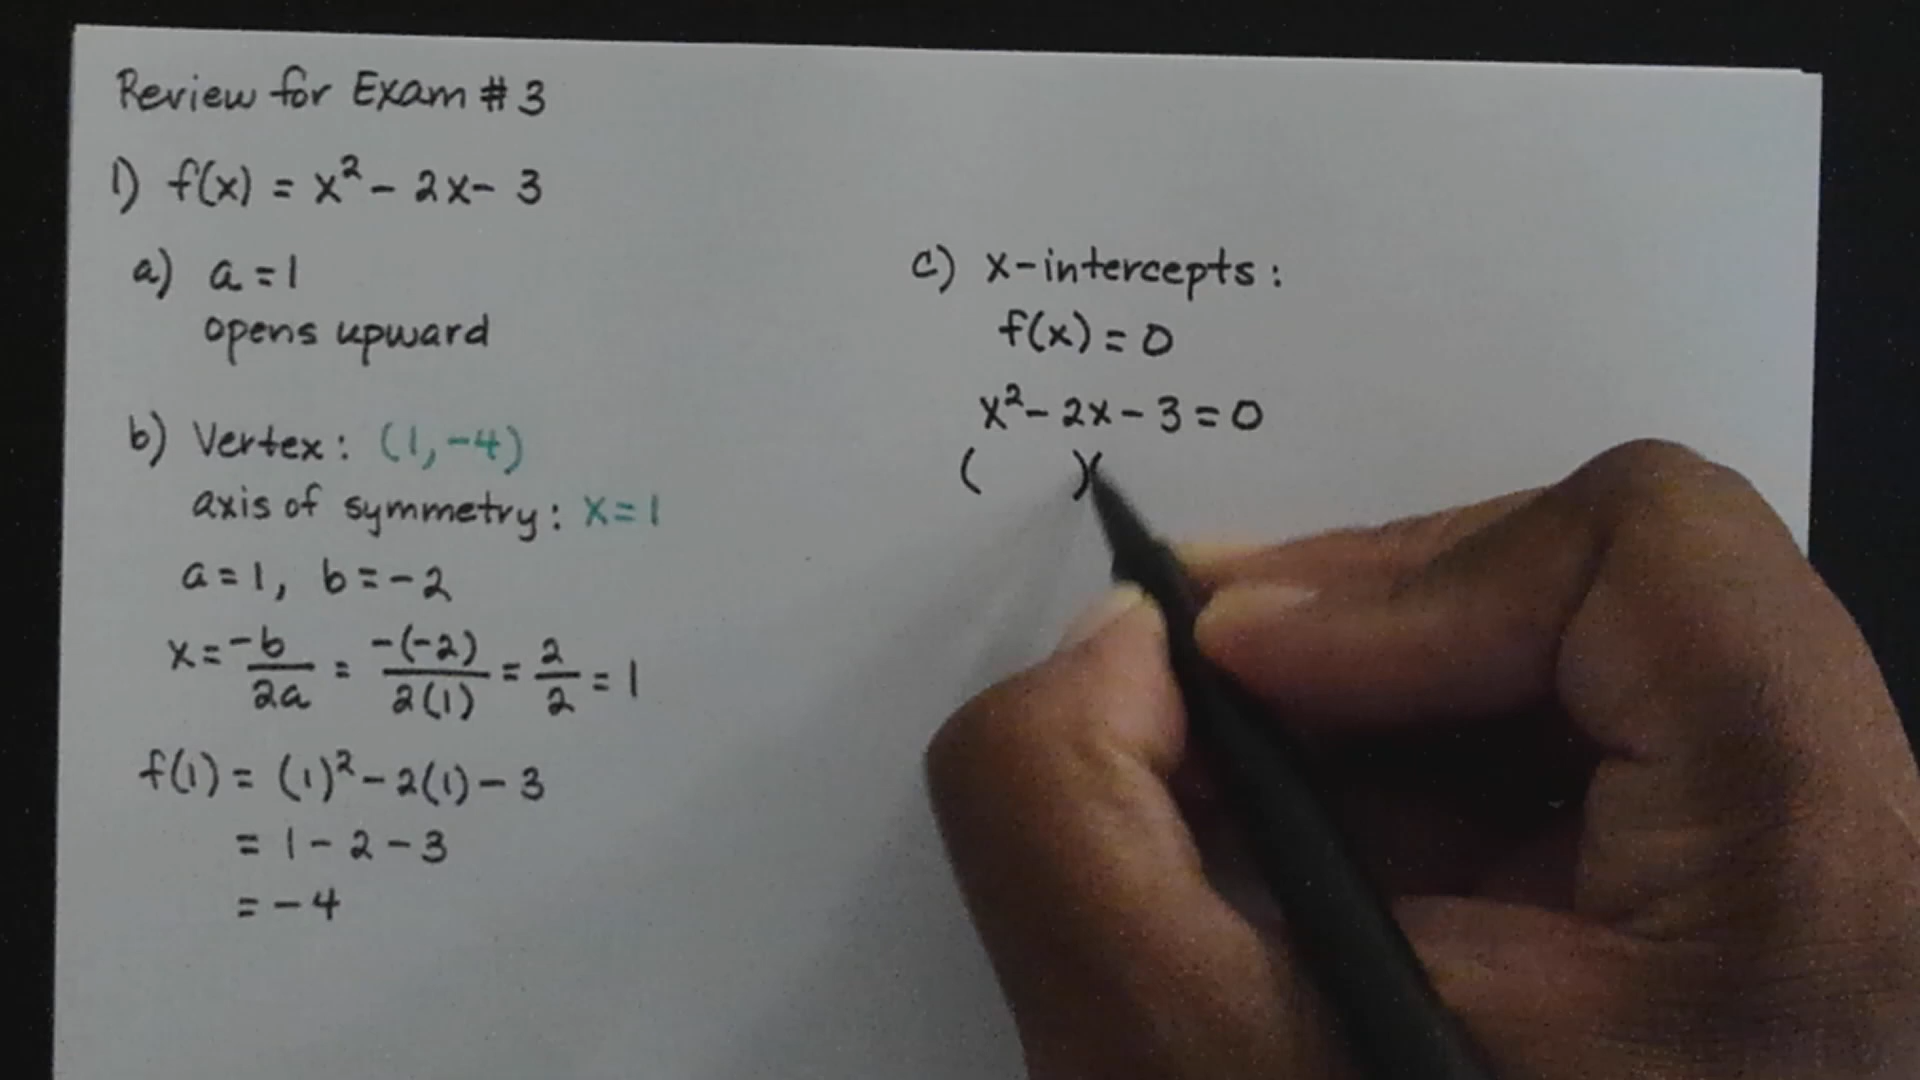 Review for Exam # 3
1) f(x) = x² - 2x - 3
a) a = 1
opens upward
b) Vertex: (1, -4)
axis of symmetry: x = 1
a = 1, b = -2
x = -b/2a = -(-2)/2(1) = 2/2 = 1
f(1) = (1)² - 2(1) - 3
= 1 - 2 - 3
= -4
c) x-intercepts:
f(x) = 0
x² - 2x - 3 = 0
( )(